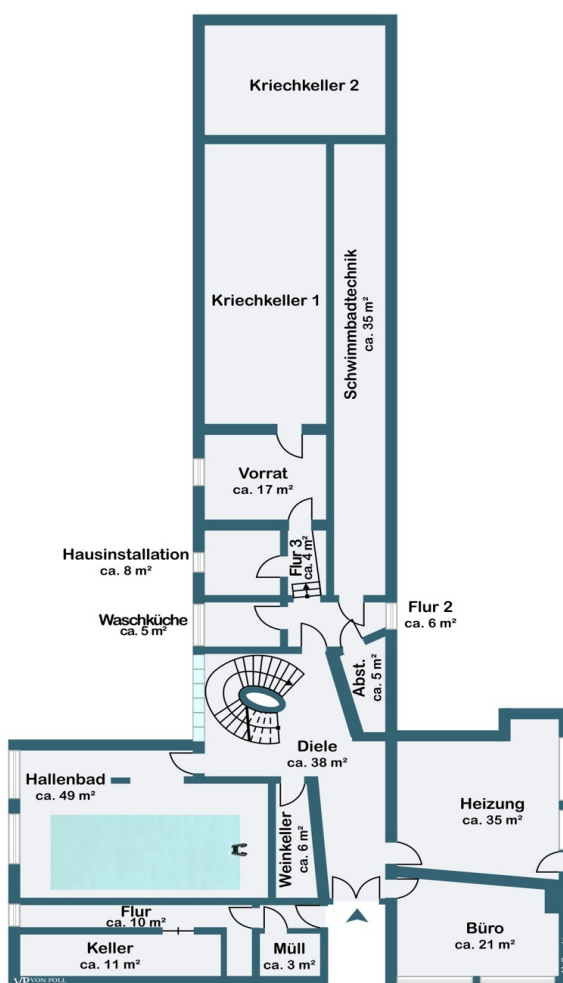 Kriechkeller 2
Kriechkeller 1
Schwimmbadtechnik
ca. 35 m²
Vorrat
ca. 17 m²
Hausinstallation
ca. 8 m²
Flur 3
ca. 4 m²
Waschküche
ca. 5 m²
Flur 2
ca. 6 m²
Abst.
ca. 5 m²
Diele
ca. 38 m²
Hallenbad
ca. 49 m²
Heizung
ca. 35 m²
Weinkeller
ca. 6 m²
Flur
ca. 10 m²
Büro
ca. 21 m²
Keller
ca. 11 m²
Müll
ca. 3 m²
VP VON POLL